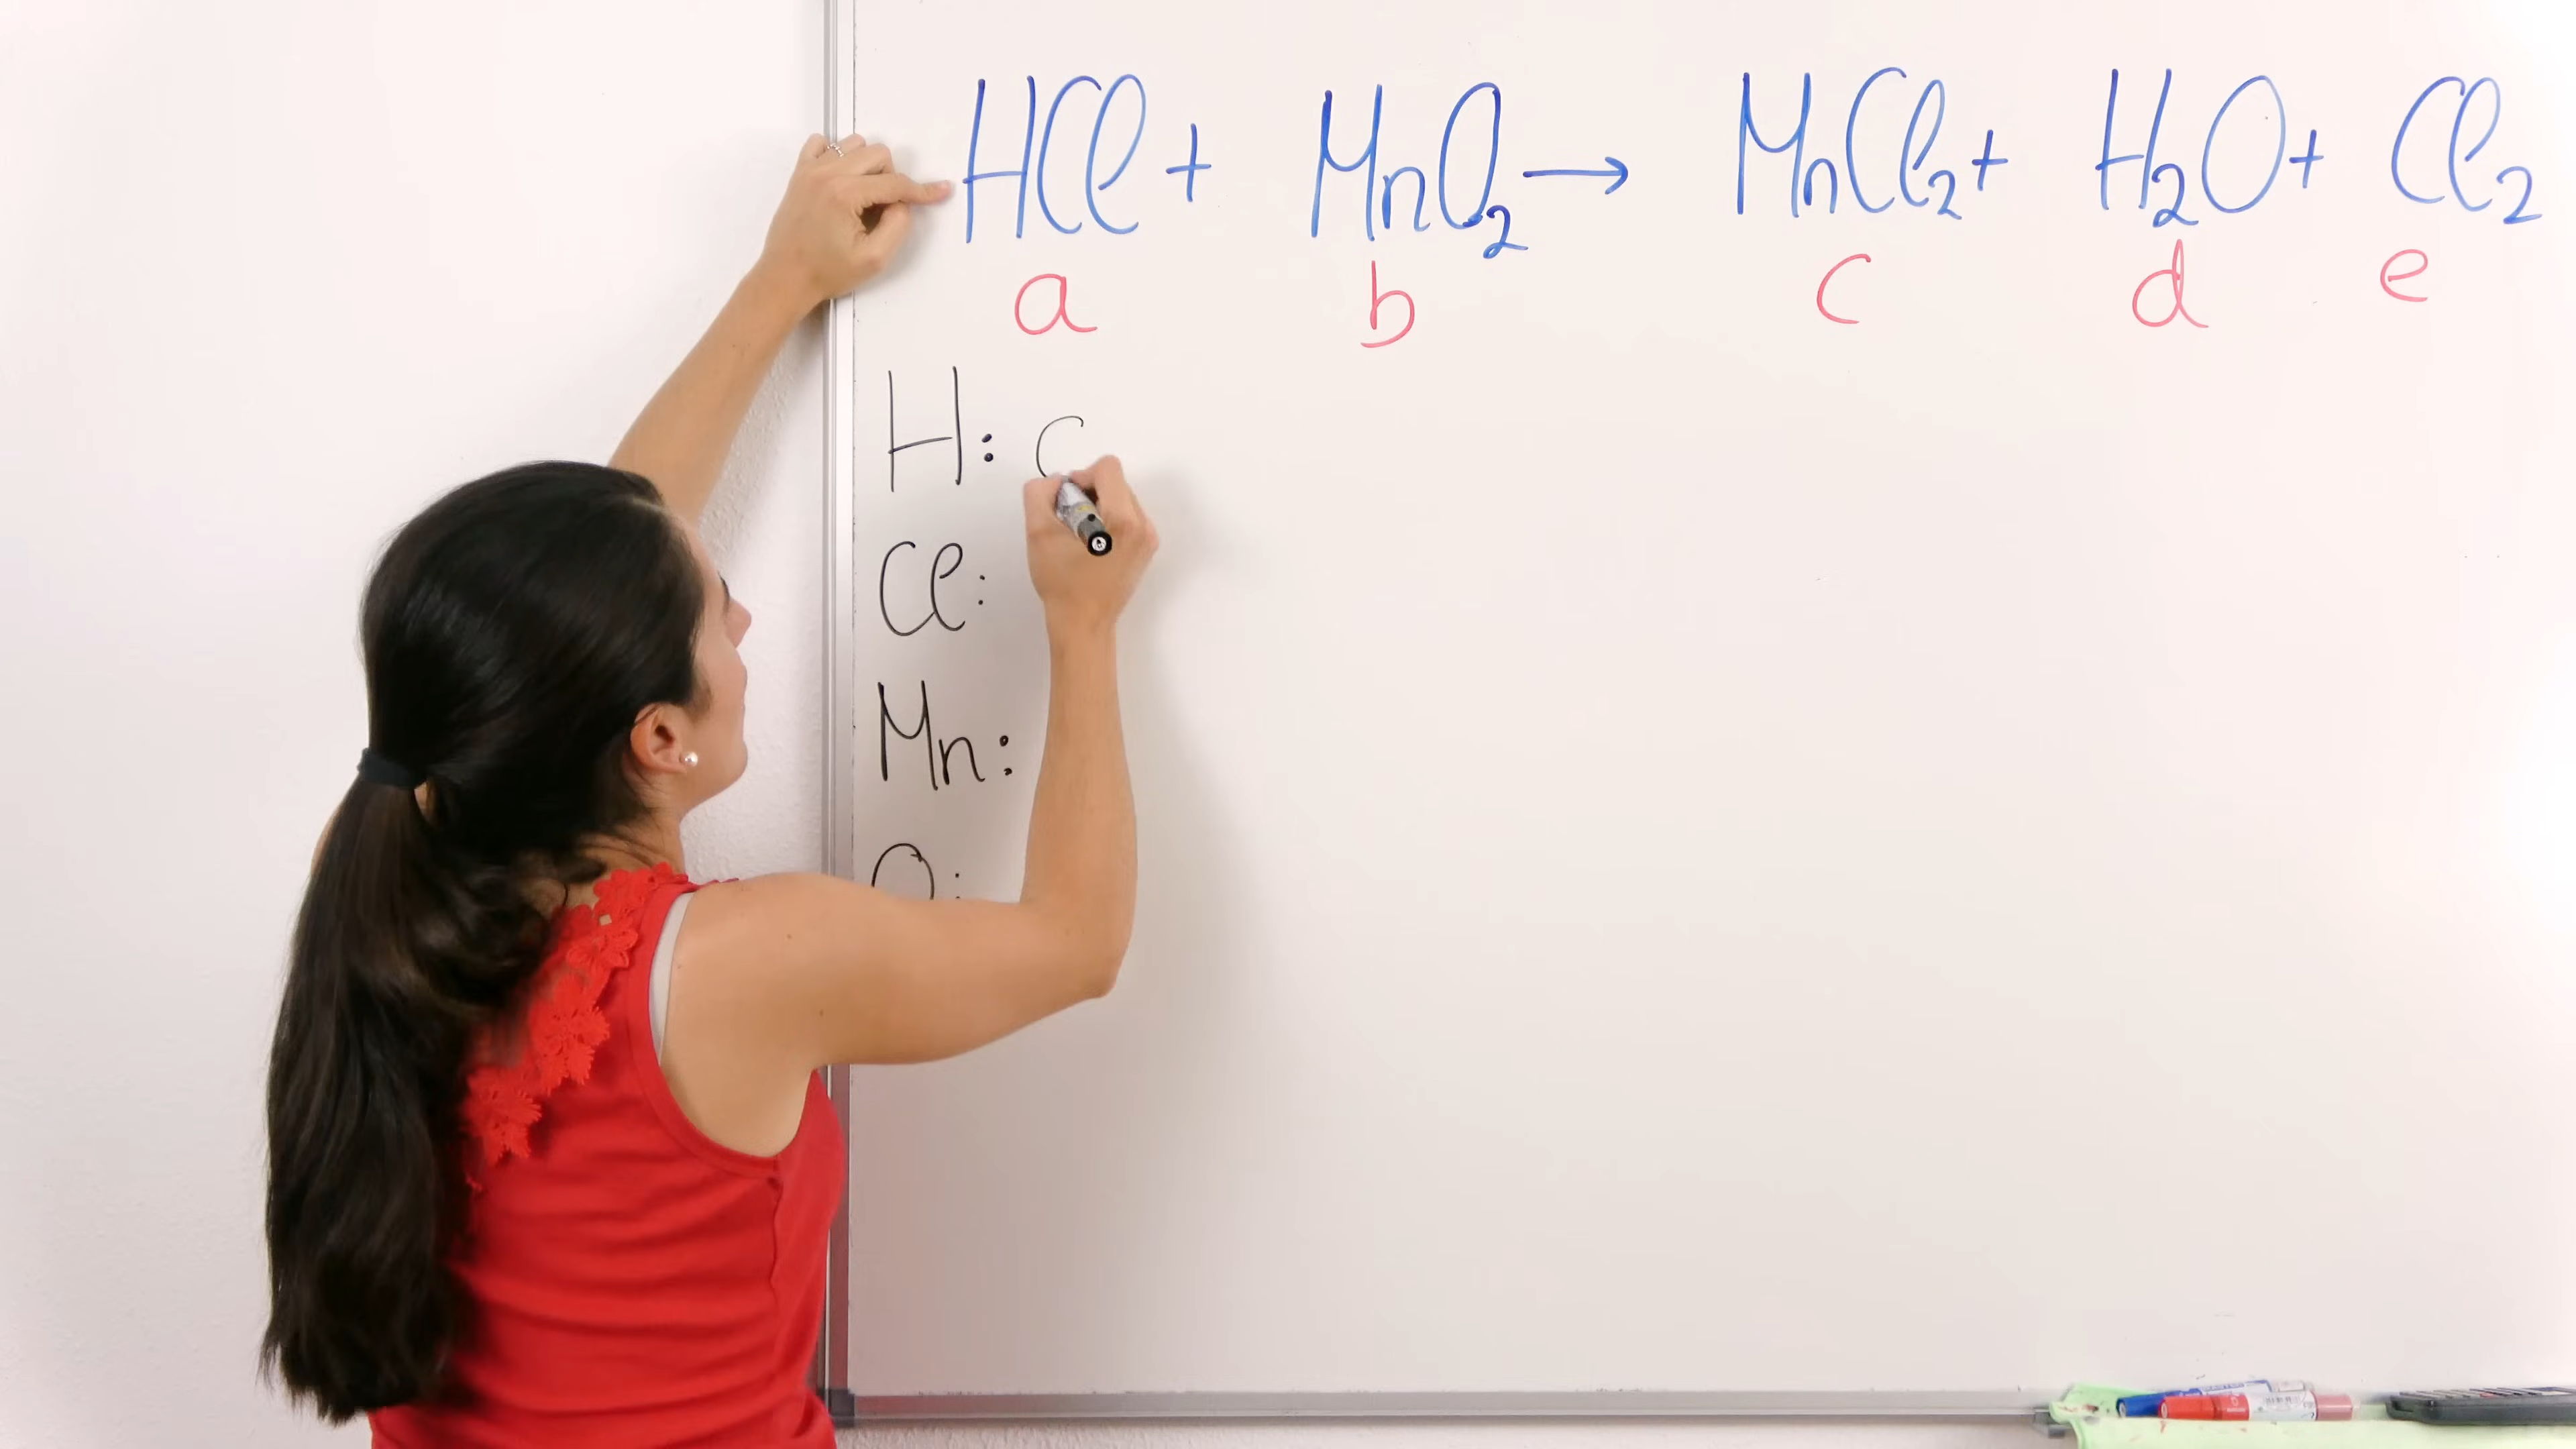 HCl + MnO₂ → MnCl₂ + H₂O + Cl₂
a b c d e
H: c
Cl:
Mn:
O: